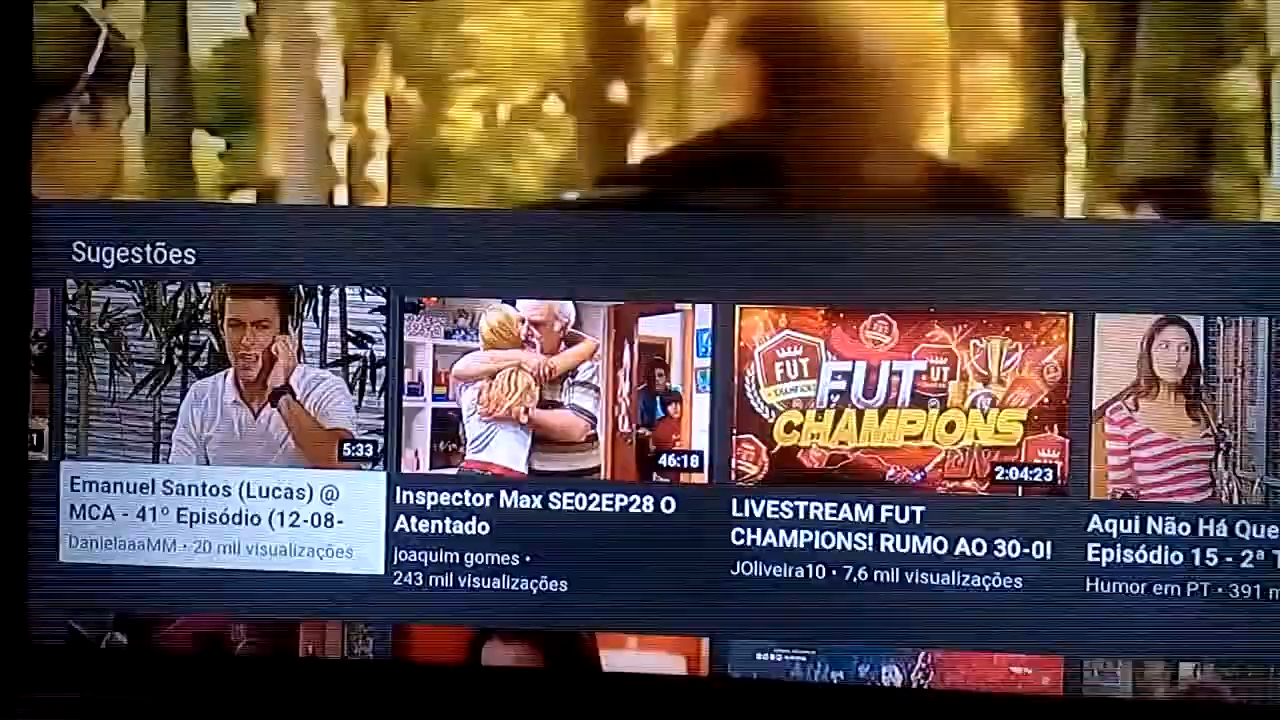 Sugestões
5:33
Emanuel Santos (Lucas) @
MCA - 41º Episódio (12-08-
DanielaaaMM • 20 mil visualizações
46:18
Inspector Max SE02EP28 O
Atentado
joaquim gomes •
243 mil visualizações
FUT
FUT
CHAMPIONS
2:04:23
LIVESTREAM FUT
CHAMPIONS! RUMO AO 30-0!
JOliveira10 • 7,6 mil visualizações
Aqui Não Há Que
Episódio 15 - 2ª T
Humor em PT • 391 m